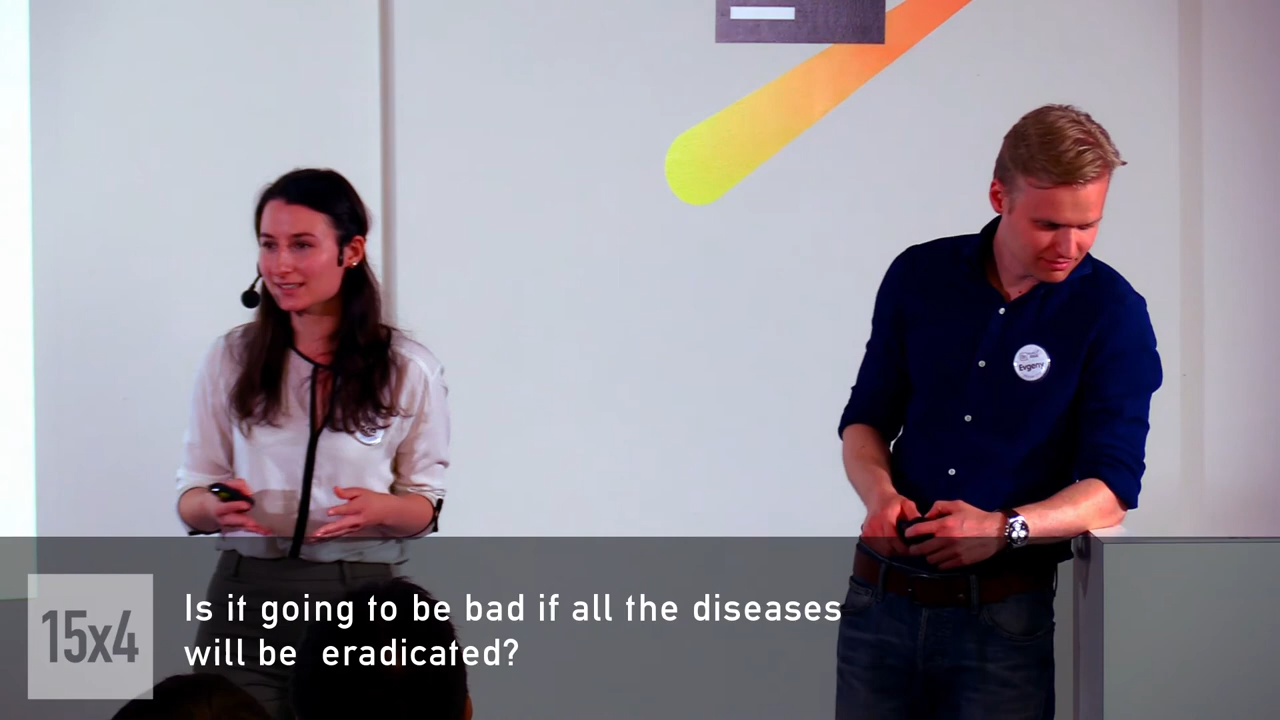 Evgeny
15x4
Is it going to be bad if all the diseases
will be eradicated?